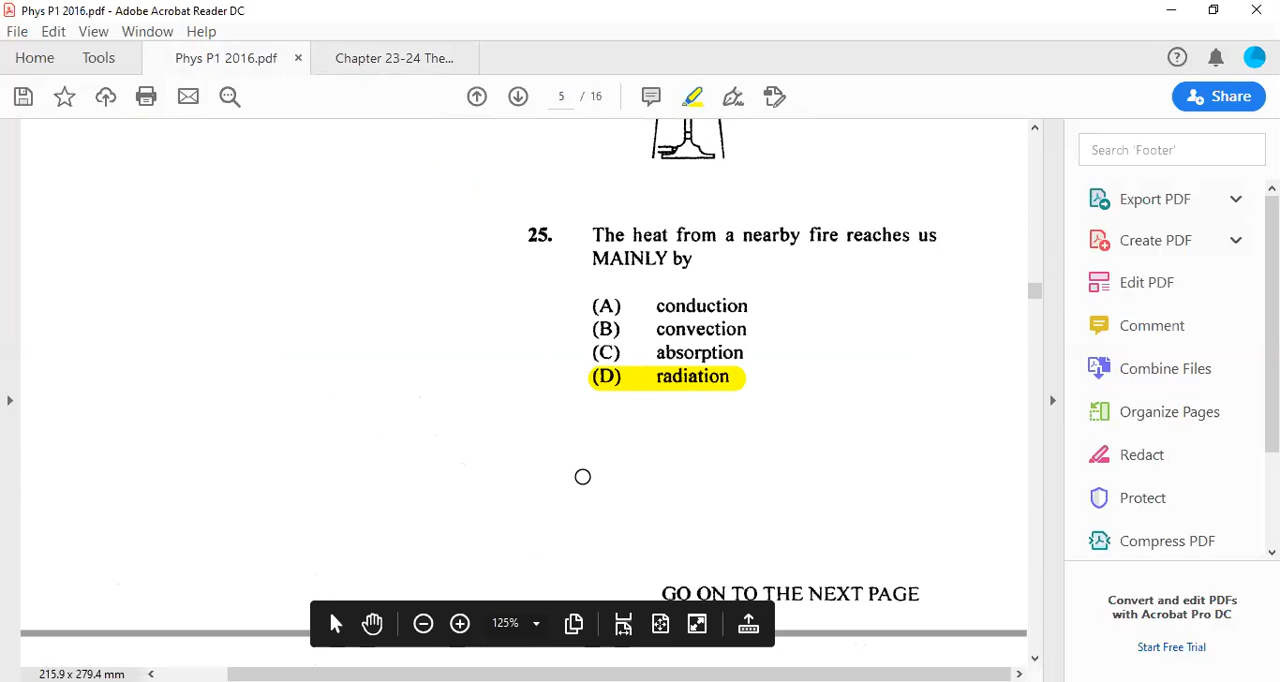 Phys P1 2016.pdf - Adobe Acrobat Reader DC
File Edit View Window Help
Home Tools Phys P1 2016.pdf × Chapter 23-24 The...
5 / 16
Share
25. The heat from a nearby fire reaches us
MAINLY by
(A) conduction
(B) convection
(C) absorption
(D) radiation
GO ON TO THE NEXT PAGE
125%
215.9 x 279.4 mm
Search 'Footer'
Export PDF
Create PDF
Edit PDF
Comment
Combine Files
Organize Pages
Redact
Protect
Compress PDF
Convert and edit PDFs
with Acrobat Pro DC
Start Free Trial